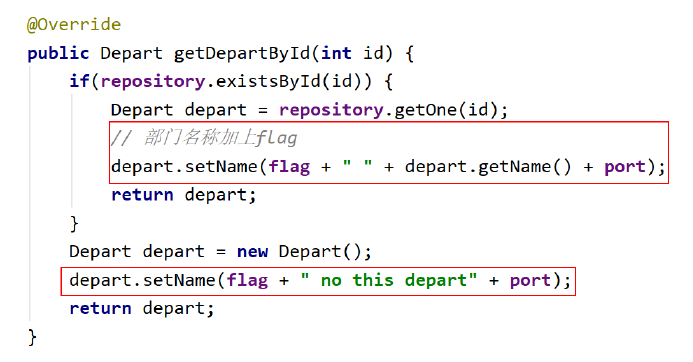 @Override
public Depart getDepartById(int id) {
if(repository.existsById(id)) {
Depart depart = repository.getOne(id);
// 部门名称加上flag
depart.setName(flag + " " + depart.getName() + port);
return depart;
}
Depart depart = new Depart();
depart.setName(flag + " no this depart" + port);
return depart;
}